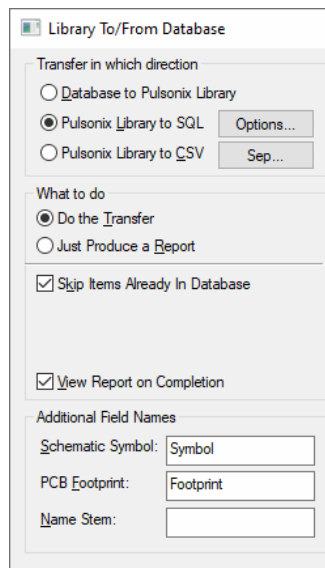 Library To/From Database
Transfer in which direction
Database to Pulsonix Library
Pulsonix Library to SQL Options...
Pulsonix Library to CSV Sep...
What to do
Do the Transfer
Just Produce a Report
Skip Items Already In Database
View Report on Completion
Additional Field Names
Schematic Symbol: Symbol
PCB Footprint: Footprint
Name Stem: